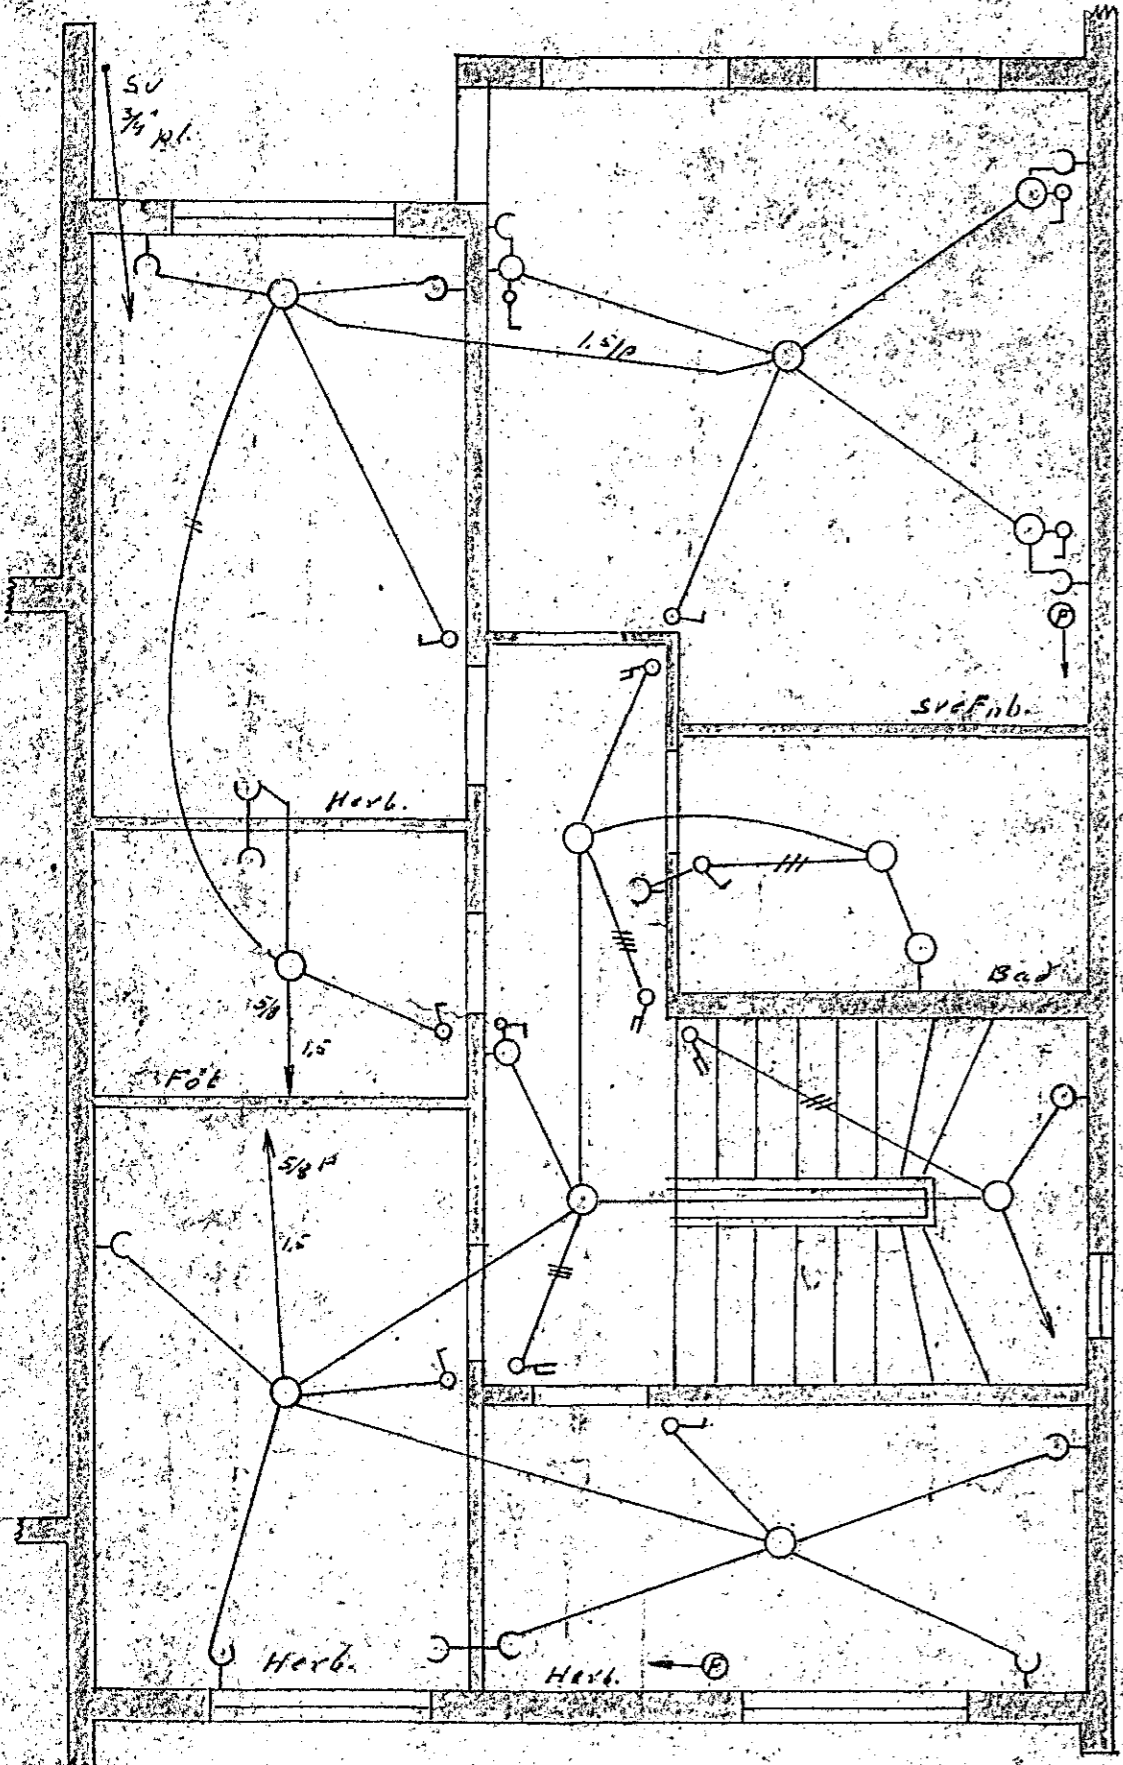 SV
3/4" pl.
1,5/p
P
svefnh.
Herb.
Bad
5/8
1,5
Föt
5/8 P
1,5
Herb.
Herb.
P